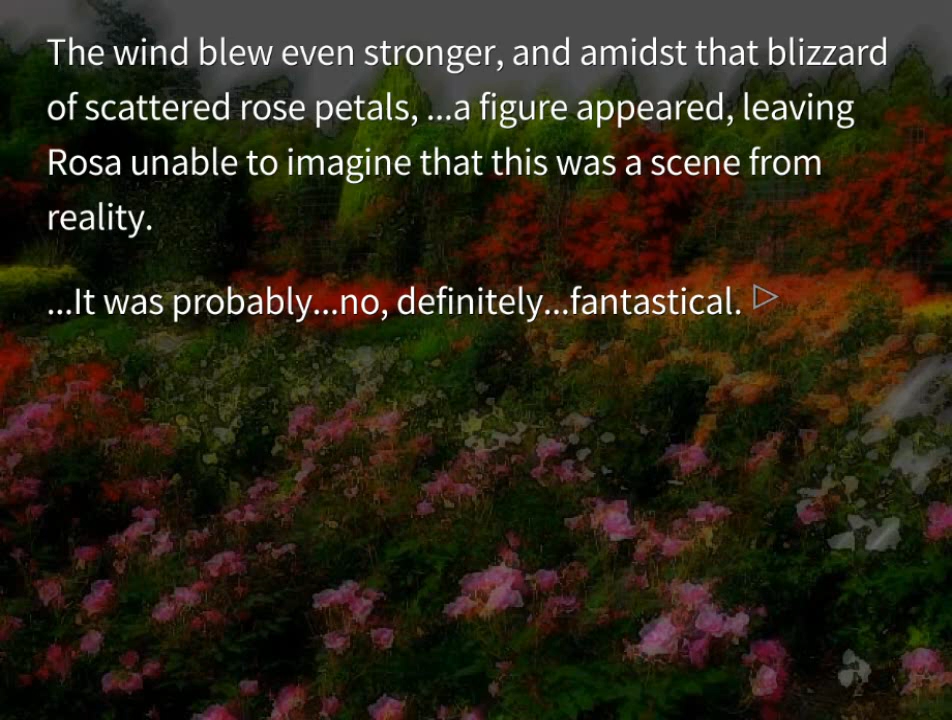 The wind blew even stronger, and amidst that blizzard
of scattered rose petals, ...a figure appeared, leaving
Rosa unable to imagine that this was a scene from
reality.
...It was probably...no, definitely...fantastical.